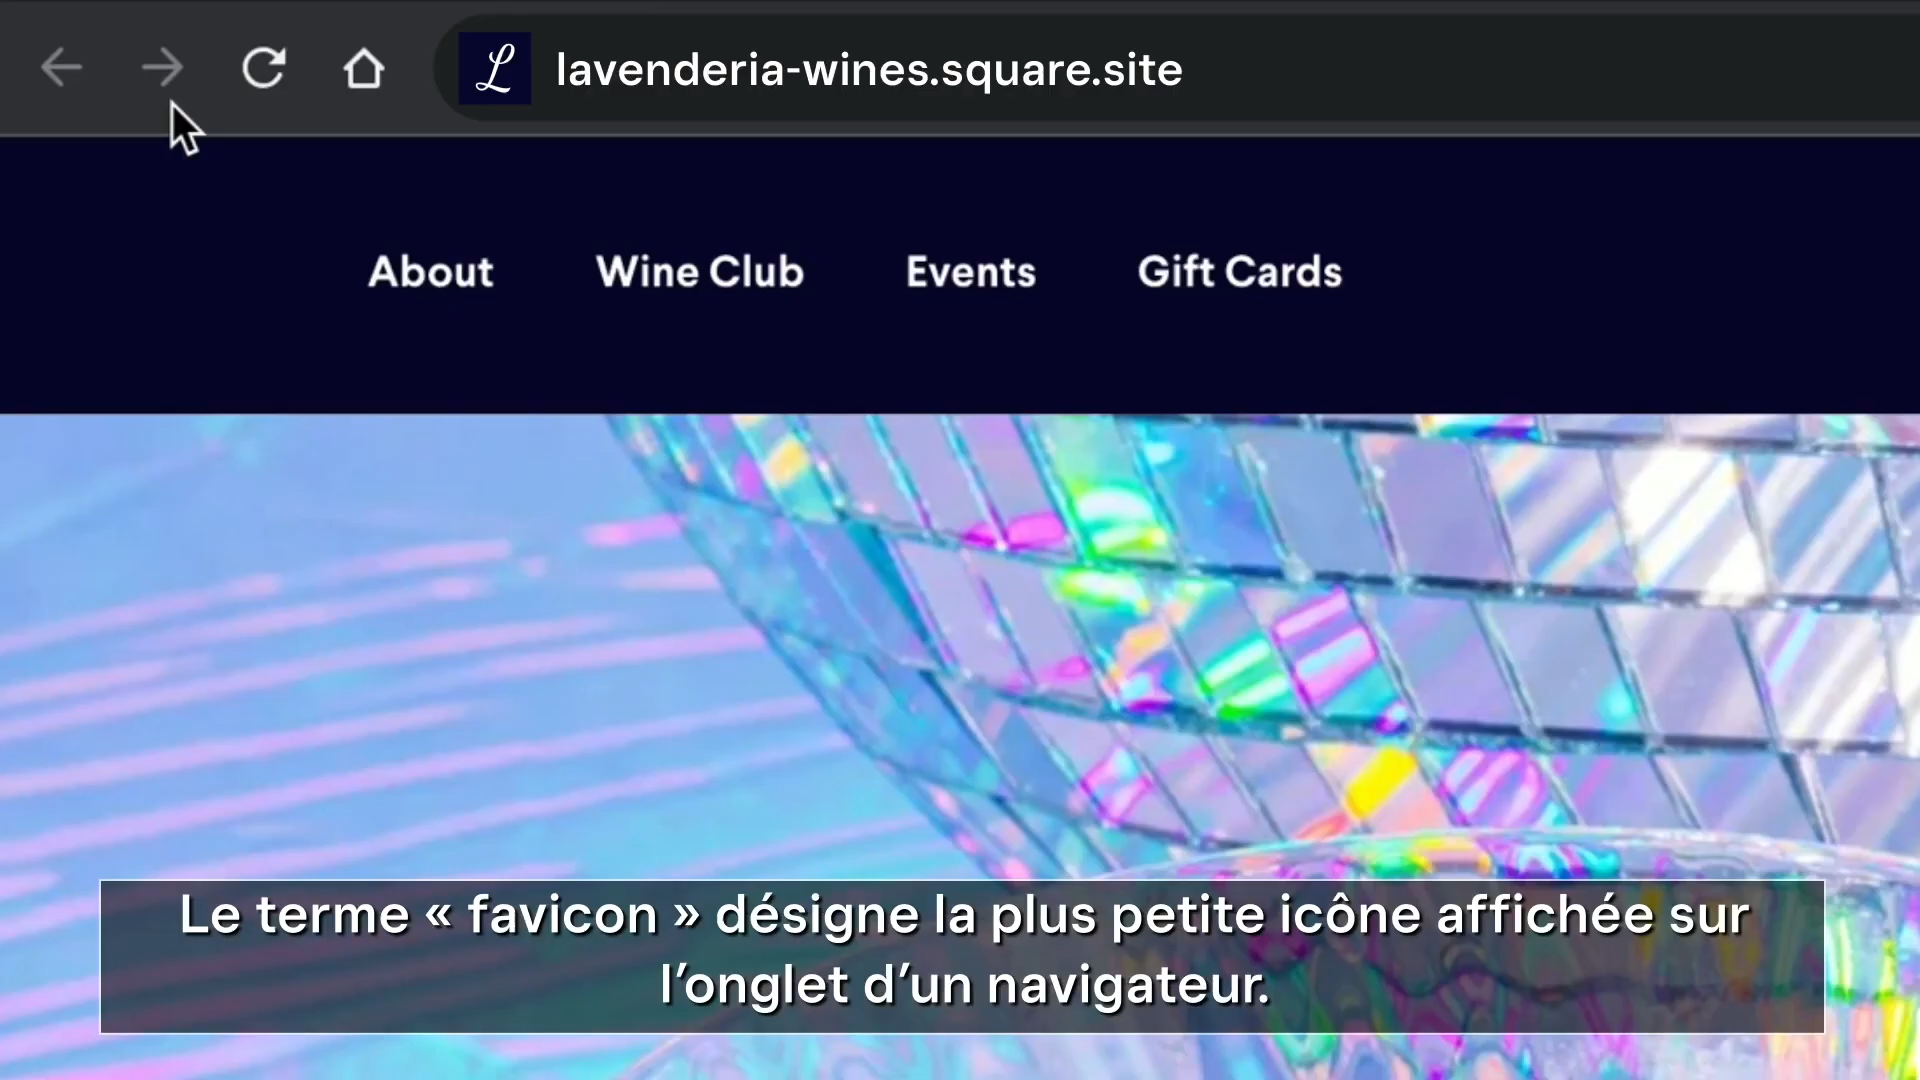 L lavenderia-wines.square.site
About Wine Club Events Gift Cards
Le terme « favicon » désigne la plus petite icône affichée sur
l’onglet d’un navigateur.